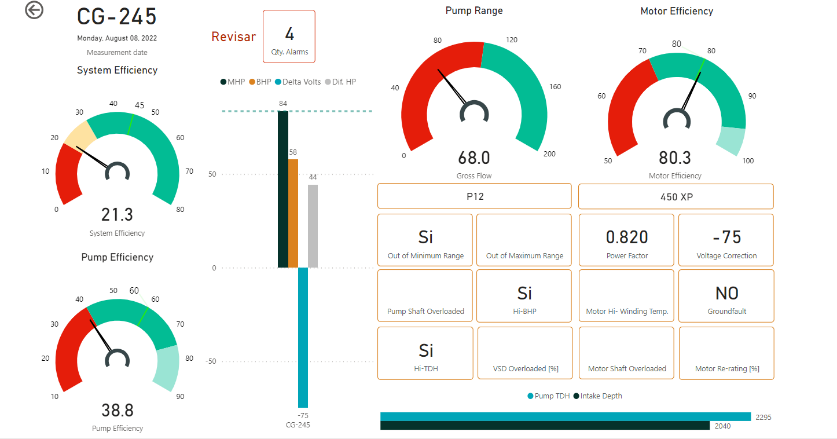 CG-245
Monday, August 08, 2022
Measurement date
Revisar
4
Qty. Alarms
System Efficiency
0
10
20
30
40
45
50
60
70
80
21.3
System Efficiency
Pump Efficiency
10
20
30
40
50
60
60
70
80
90
38.8
Pump Efficiency
MHP BHP Delta Volts Dif. HP
84
58
44
50
0
-50
-75
CG-245
Pump Range
0
40
80
120
160
200
68.0
Gross Flow
Motor Efficiency
50
60
70
80
80
90
100
80.3
Motor Efficiency
P12
450 XP
Si
Out of Minimum Range
Out of Maximum Range
0.820
Power Factor
-75
Voltage Correction
Pump Shaft Overloaded
Si
Hi-BHP
Motor Hi- Winding Temp.
NO
Groundfault
Si
Hi-TDH
VSD Overloaded [%]
Motor Shaft Overloaded
Motor Re-rating [%]
Pump TDH Intake Depth
2295
2040